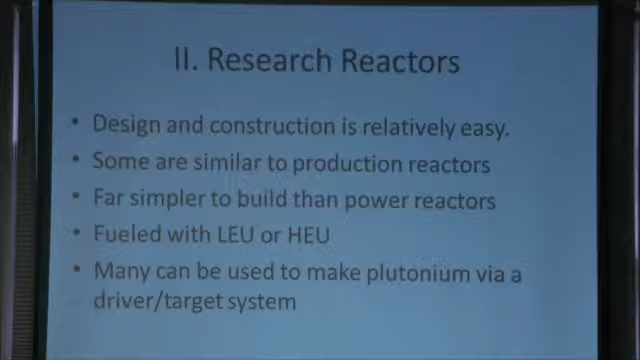 II. Research Reactors
• Design and construction is relatively easy.
• Some are similar to production reactors
• Far simpler to build than power reactors
• Fueled with LEU or HEU
• Many can be used to make plutonium via a
driver/target system